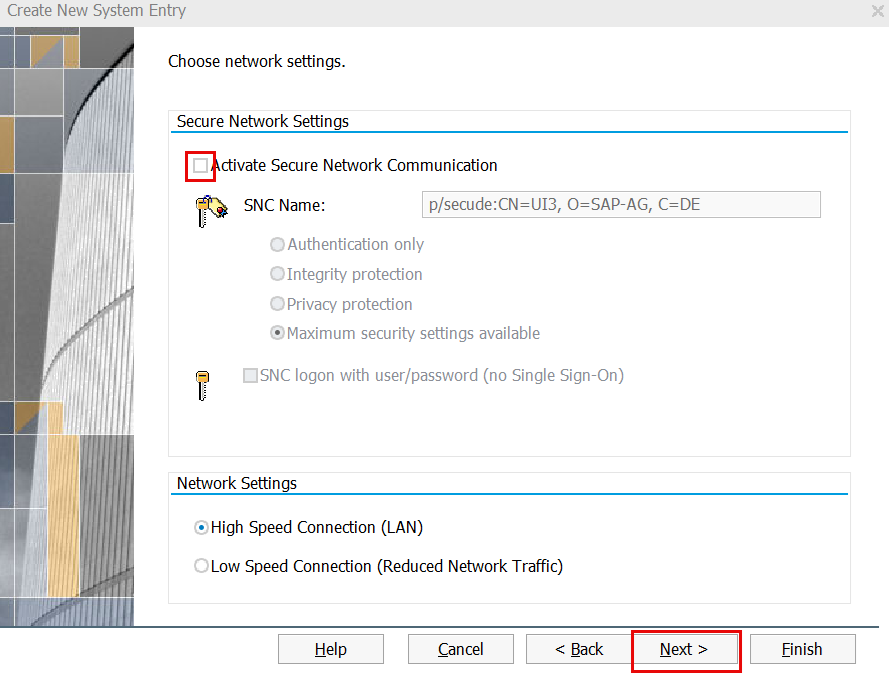 Create New System Entry
Choose network settings.
Secure Network Settings
Activate Secure Network Communication
SNC Name: p/secude:CN=UI3, O=SAP-AG, C=DE
Authentication only
Integrity protection
Privacy protection
Maximum security settings available
SNC logon with user/password (no Single Sign-On)
Network Settings
High Speed Connection (LAN)
Low Speed Connection (Reduced Network Traffic)
Help Cancel < Back Next > Finish